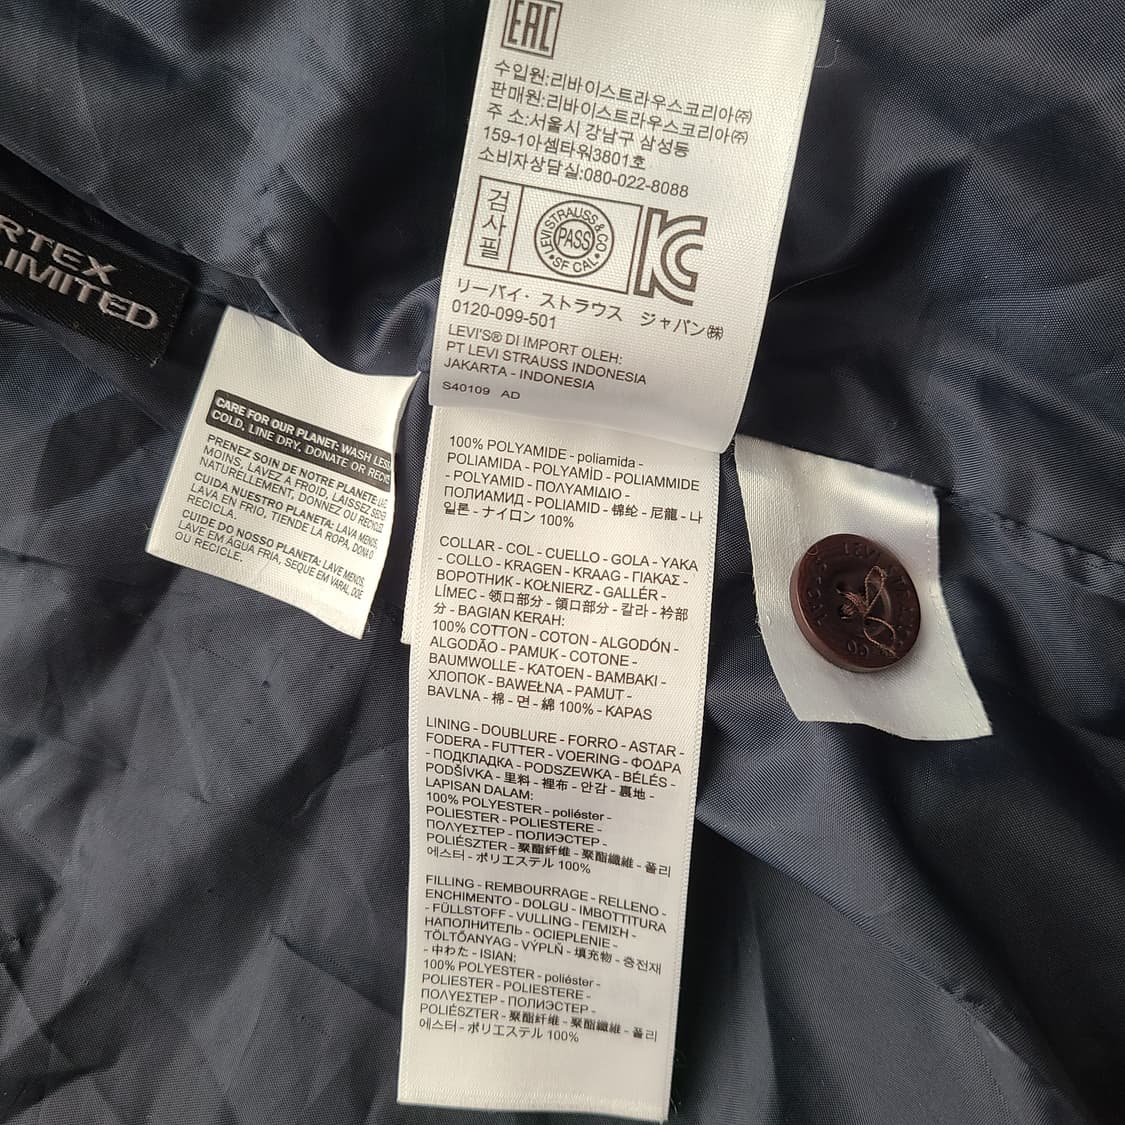 EAC
수입원:리바이스트라우스코리아㈜
판매원:리바이스트라우스코리아㈜
주 소:서울시 강남구 삼성동
159-1아셈타워3801호
소비자상담실:080-022-8088
검사필
LEVI STRAUSS & CO
PASS
SF CAL.
KC
リーバイ・ストラウス ジャパン㈱
0120-099-501
LEVI'S® DI IMPORT OLEH:
PT LEVI STRAUSS INDONESIA
JAKARTA - INDONESIA
S40109 AD
RTEX
LIMITED
CARE FOR OUR PLANET: WASH LESS
COLD, LINE DRY, DONATE OR RECYC
PRENEZ SOIN DE NOTRE PLANÈTE: LAV
MOINS, LAVEZ À FROID, LAISSEZ SÉCH
NATURELLEMENT, DONNEZ OU RECYCLEZ
CUIDA NUESTRO PLANETA: LAVA MENOS,
LAVA EN FRÍO, TIENDE LA ROPA, DONA O
RECICLA.
CUIDE DO NOSSO PLANETA: LAVE MENOS,
LAVE EM ÁGUA FRIA, SEQUE EM VARAL, DOE
OU RECICLE.
100% POLYAMIDE - poliamida -
POLIAMIDA - POLYAMİD - POLIAMMIDE
- POLYAMID - ΠΟΛΥΑΜΙΔΙΟ -
ПОЛИАМИД - POLIAMID - 锦纶 - 尼龍 - 나
일론 - ナイロン 100%
COLLAR - COL - CUELLO - GOLA - YAKA
- COLLO - KRAGEN - KRAAG - ΓΙΑΚΑΣ -
ВОРОТНИК - KOŁNIERZ - GALLÉR -
LÍMEC - 领口部分 - 領口部分 - 칼라 - 衿部
分 - BAGIAN KERAH:
100% COTTON - COTON - ALGODÓN -
ALGODÃO - PAMUK - COTONE -
BAUMWOLLE - KATOEN - BAMBAKI -
ХЛОПОК - BAWEŁNA - PAMUT -
BAVLNA - 棉 - 면 - 綿 100% - KAPAS
LINING - DOUBLURE - FORRO - ASTAR -
FODERA - FUTTER - VOERING - ΦΟΔΡΑ
- ПОДКЛАДКА - PODSZEWKA - BÉLÉS -
PODŠÍVKA - 里料 - 裡布 - 안감 - 裏地 -
LAPISAN DALAM:
100% POLYESTER - poliéster -
POLIESTER - POLIESTERE -
ΠΟΛΥΕΣΤΕΡ - ПОЛИЭСТЕР -
POLIÉSZTER - 聚酯纤维 - 聚酯纖維 - 폴리
에스터 - ポリエステル 100%
FILLING - REMBOURRAGE - RELLENO -
ENCHIMENTO - DOLGU - IMBOTTITURA
- FÜLLSTOFF - VULLING - ΓΕΜΙΣΗ -
НАПОЛНИТЕЛЬ - OCIEPLENIE -
TÖLTŐANYAG - VÝPLŇ - 填充物 - 충전재
- 中わた - ISIAN:
100% POLYESTER - poliéster -
POLIESTER - POLIESTERE -
ΠΟΛΥΕΣΤΕΡ - ПОЛИЭСТЕР -
POLIÉSZTER - 聚酯纤维 - 聚酯纖維 - 폴리
에스터 - ポリエステル 100%